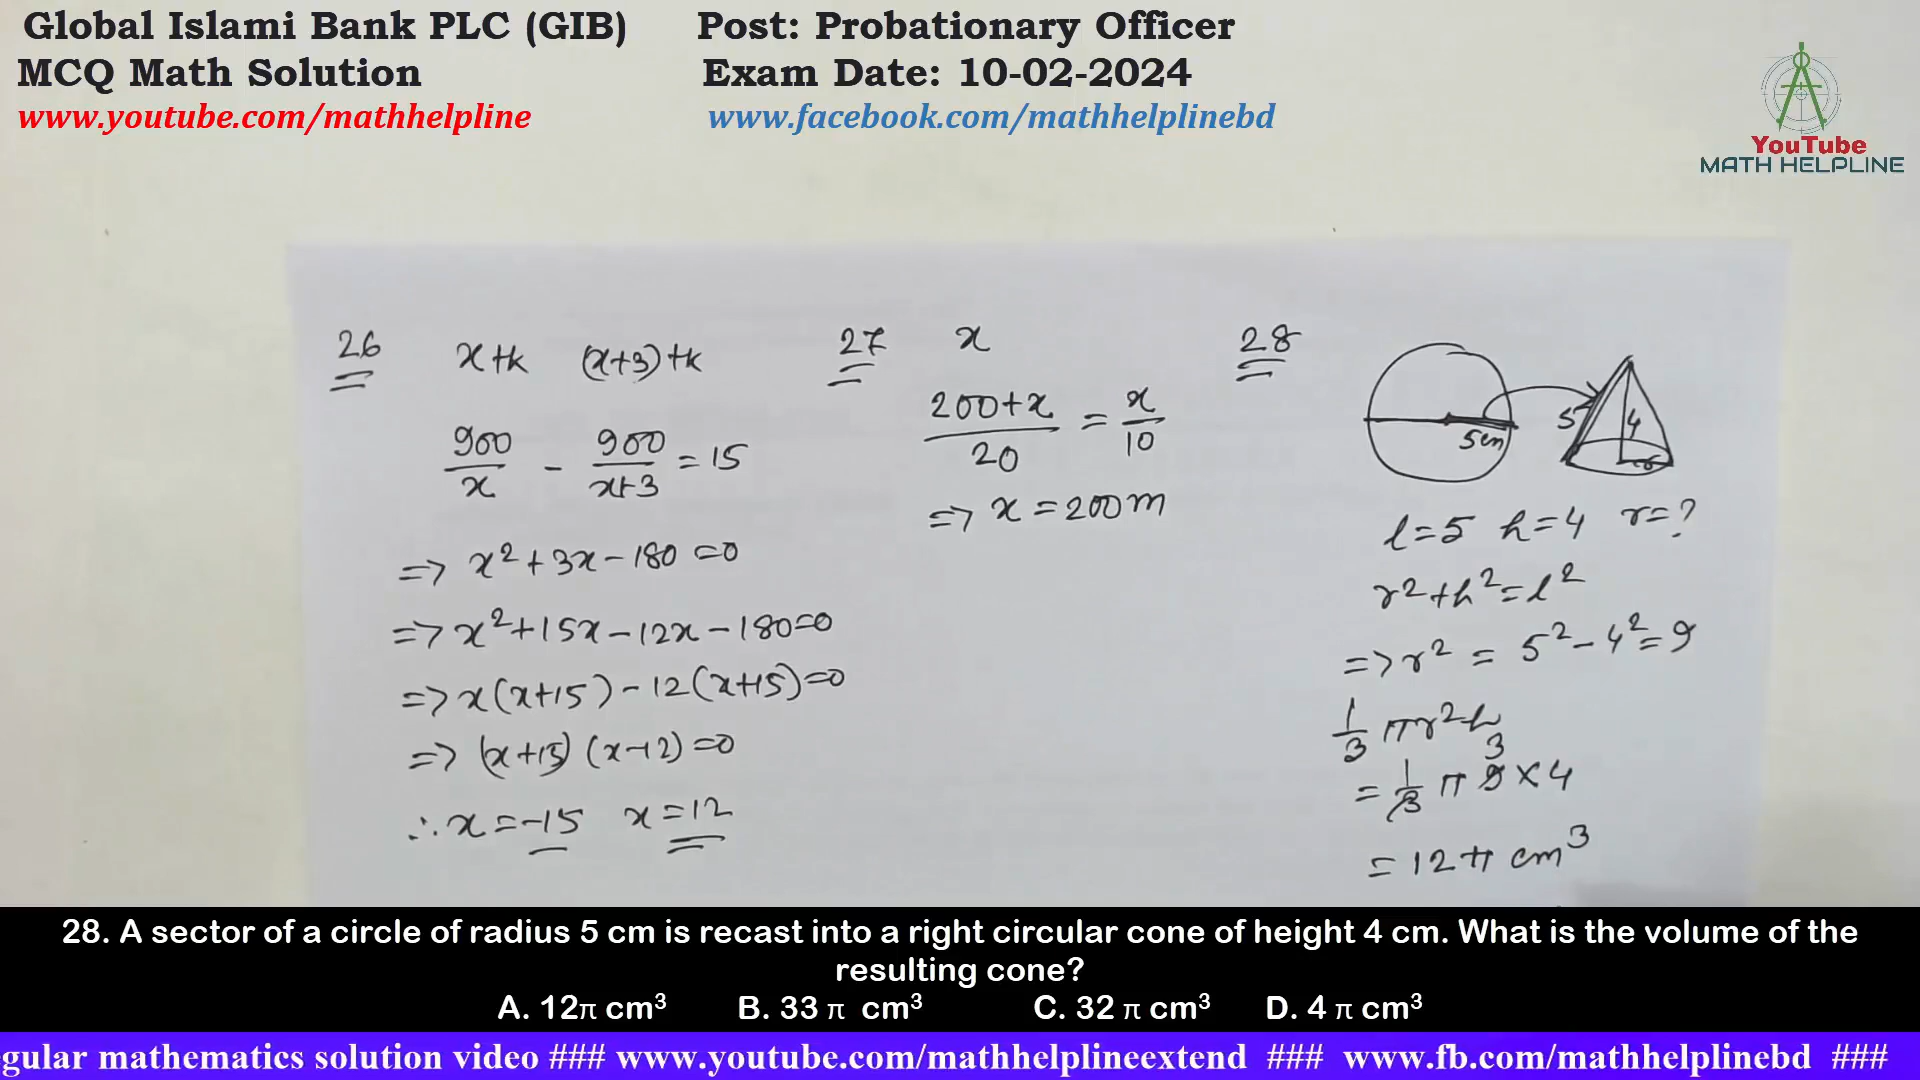 Global Islami Bank PLC (GIB) Post: Probationary Officer
MCQ Math Solution Exam Date: 10-02-2024
www.youtube.com/mathhelpline www.facebook.com/mathhelplinebd
YouTube
MATH HELPLINE
26
x+k (x+3)+k
900/x - 900/x+3 = 15
=> x² + 3x - 180 = 0
=> x² + 15x - 12x - 180 = 0
=> x(x+15) - 12(x+15) = 0
=> (x+15) (x-12) = 0
∴ x = -15 x = 12
27
x
200+x/20 = x/10
=> x = 200 m
28
5cm
5 4 r
l = 5 h = 4 r = ?
r² + h² = l²
=> r² = 5² - 4² = 9
1/3 πr²h
3
= 1/3 π 9 × 4
= 12 π cm³
28. A sector of a circle of radius 5 cm is recast into a right circular cone of height 4 cm. What is the volume of the
resulting cone?
A. 12π cm³ B. 33 π cm³ C. 32 π cm³ D. 4 π cm³
gular mathematics solution video ### www.youtube.com/mathhelplineextend ### www.fb.com/mathhelplinebd ###